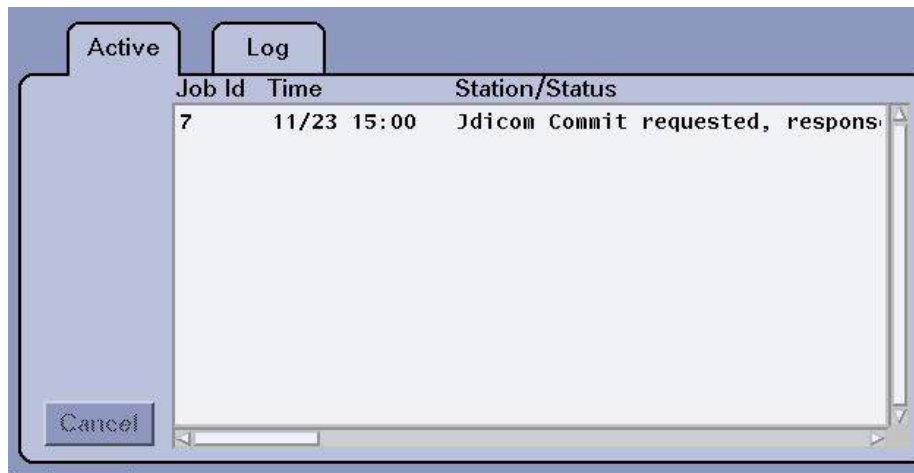 Active Log
Job Id Time Station/Status
7 11/23 15:00 Jdicom Commit requested, respons
Cancel